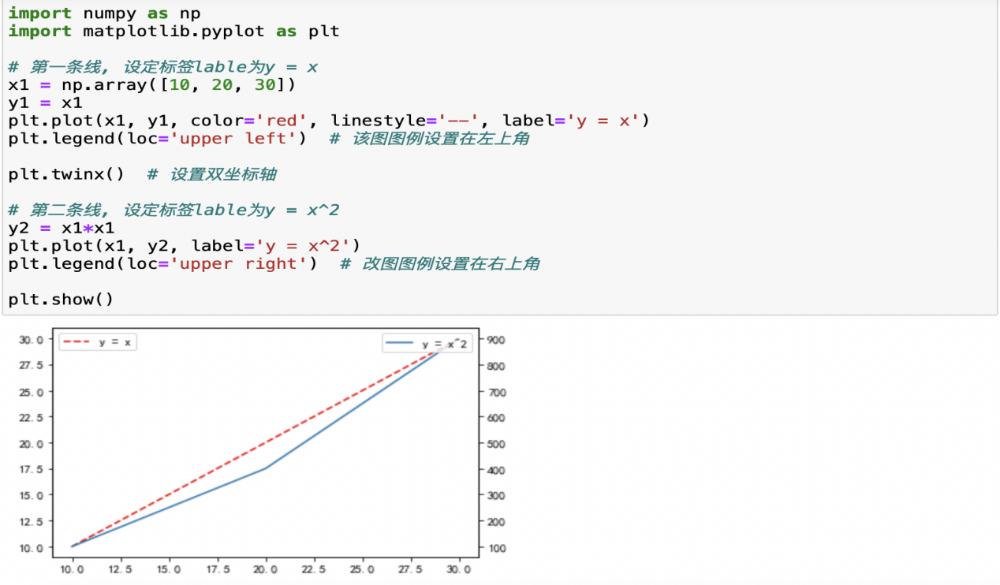 import numpy as np
import matplotlib.pyplot as plt
# 第一条线, 设定标签lable为y = x
x1 = np.array([10, 20, 30])
y1 = x1
plt.plot(x1, y1, color='red', linestyle='--', label='y = x')
plt.legend(loc='upper left')  # 该图图例设置在左上角
plt.twinx()  # 设置双坐标轴
# 第二条线, 设定标签lable为y = x^2
y2 = x1*x1
plt.plot(x1, y2, label='y = x^2')
plt.legend(loc='upper right')  # 改图图例设置在右上角
plt.show()
y = x
y = x^2
30.0
27.5
25.0
22.5
20.0
17.5
15.0
12.5
10.0
900
800
700
600
500
400
300
200
100
10.0 12.5 15.0 17.5 20.0 22.5 25.0 27.5 30.0